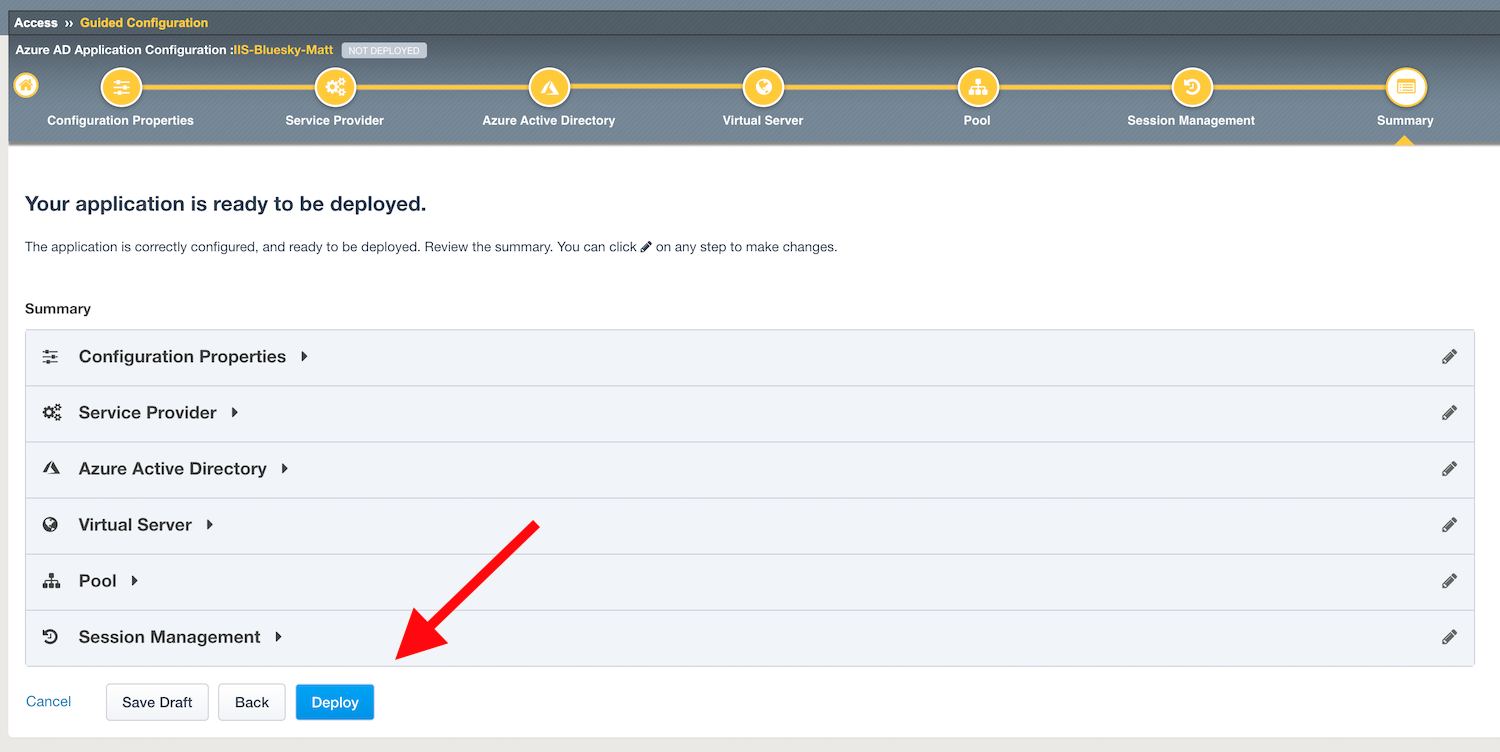 Access » Guided Configuration
Azure AD Application Configuration :IIS-Bluesky-Matt NOT DEPLOYED
Configuration Properties Service Provider Azure Active Directory Virtual Server Pool Session Management Summary
Your application is ready to be deployed.
The application is correctly configured, and ready to be deployed. Review the summary. You can click on any step to make changes.
Summary
Configuration Properties
Service Provider
Azure Active Directory
Virtual Server
Pool
Session Management
Cancel Save Draft Back Deploy